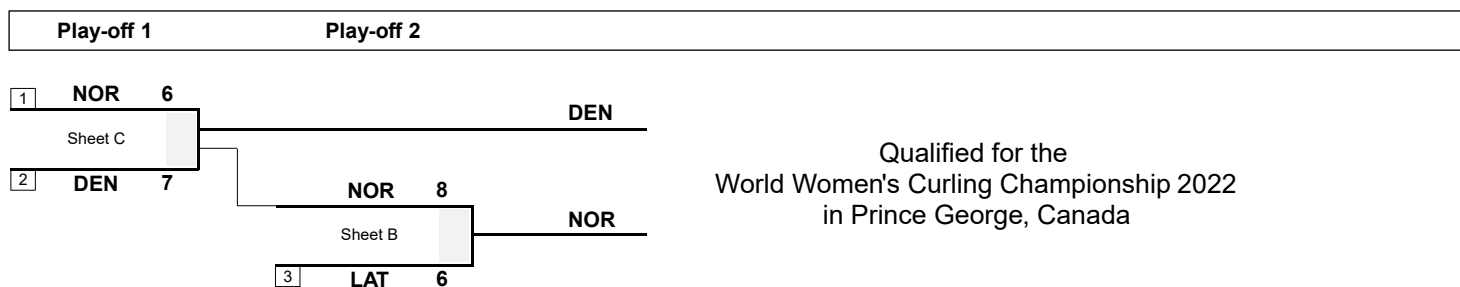 Play-off 1 Play-off 2
1 NOR 6
Sheet C
2 DEN 7
DEN
NOR 8
Sheet B
3 LAT 6
NOR
Qualified for the
World Women's Curling Championship 2022
in Prince George, Canada